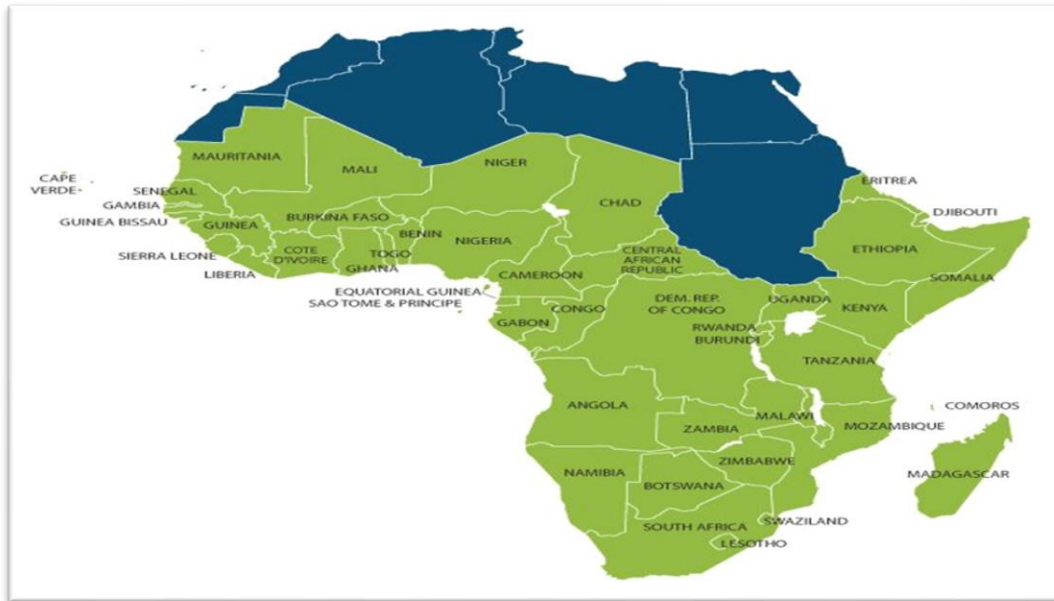 MAURITANIA
MALI
NIGER
CHAD
ERITREA
CAPE
VERDE
SENEGAL
GAMBIA
GUINEA BISSAU
GUINEA
BURKINA FASO
BENIN
NIGERIA
DJIBOUTI
ETHIOPIA
SIERRA LEONE
COTE
D'IVOIRE
TOGO
CENTRAL
AFRICAN
REPUBLIC
LIBERIA
GHANA
CAMEROON
SOMALIA
EQUATORIAL GUINEA
SAO TOME & PRINCIPE
GABON
CONGO
DEM. REP.
OF CONGO
UGANDA
KENYA
RWANDA
BURUNDI
TANZANIA
ANGOLA
ZAMBIA
MALAWI
MOZAMBIQUE
COMOROS
NAMIBIA
ZIMBABWE
BOTSWANA
MADAGASCAR
SOUTH AFRICA
SWAZILAND
LESOTHO